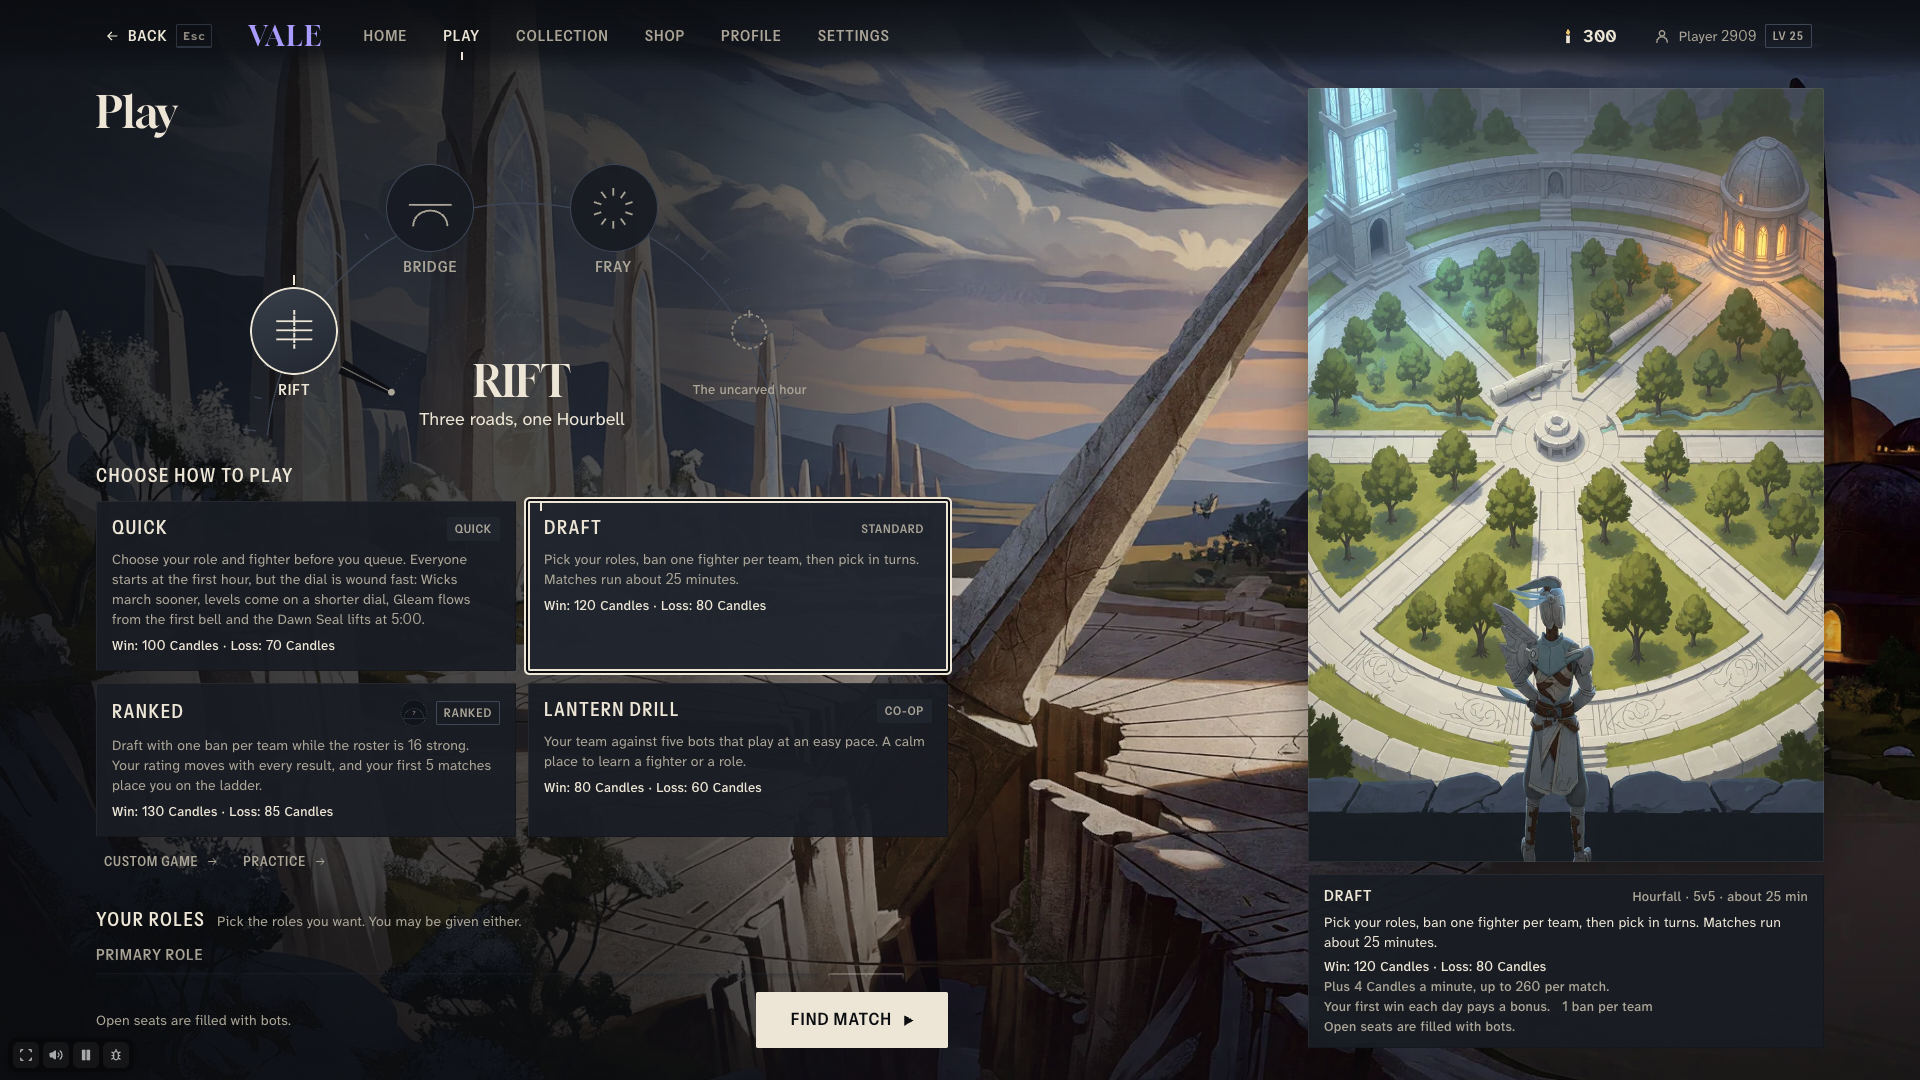 BACK Esc VALE HOME PLAY COLLECTION SHOP PROFILE SETTINGS 300 Player 2909 LV 25
Play
BRIDGE
FRAY
RIFT
RIFT
Three roads, one Hourbell
The uncarved hour
CHOOSE HOW TO PLAY
QUICK QUICK
Choose your role and fighter before you queue. Everyone
starts at the first hour, but the dial is wound fast: Wicks
march sooner, levels come on a shorter dial, Gleam flows
from the first bell and the Dawn Seal lifts at 5:00.
Win: 100 Candles · Loss: 70 Candles
DRAFT STANDARD
Pick your roles, ban one fighter per team, then pick in turns.
Matches run about 25 minutes.
Win: 120 Candles · Loss: 80 Candles
RANKED RANKED
Draft with one ban per team while the roster is 16 strong.
Your rating moves with every result, and your first 5 matches
place you on the ladder.
Win: 130 Candles · Loss: 85 Candles
LANTERN DRILL CO-OP
Your team against five bots that play at an easy pace. A calm
place to learn a fighter or a role.
Win: 80 Candles · Loss: 60 Candles
CUSTOM GAME → PRACTICE →
YOUR ROLES Pick the roles you want. You may be given either.
PRIMARY ROLE
Open seats are filled with bots.
FIND MATCH
DRAFT Hourfall · 5v5 · about 25 min
Pick your roles, ban one fighter per team, then pick in turns. Matches run
about 25 minutes.
Win: 120 Candles · Loss: 80 Candles
Plus 4 Candles a minute, up to 260 per match.
Your first win each day pays a bonus. 1 ban per team
Open seats are filled with bots.